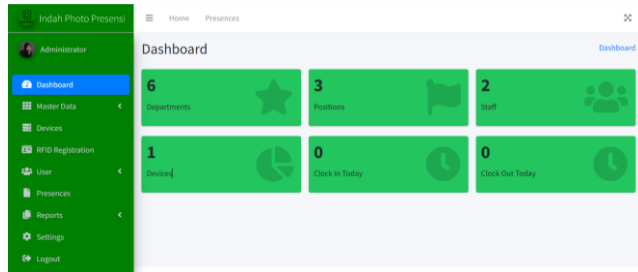 Indah Photo Presensi
Home Presences
Administrator
Dashboard
Dashboard
Dashboard
Master Data
Devices
RFID Registration
User
Presences
Reports
Settings
Logout
6
Departments
3
Positions
2
Staff
1
Devices
0
Clock In Today
0
Clock Out Today